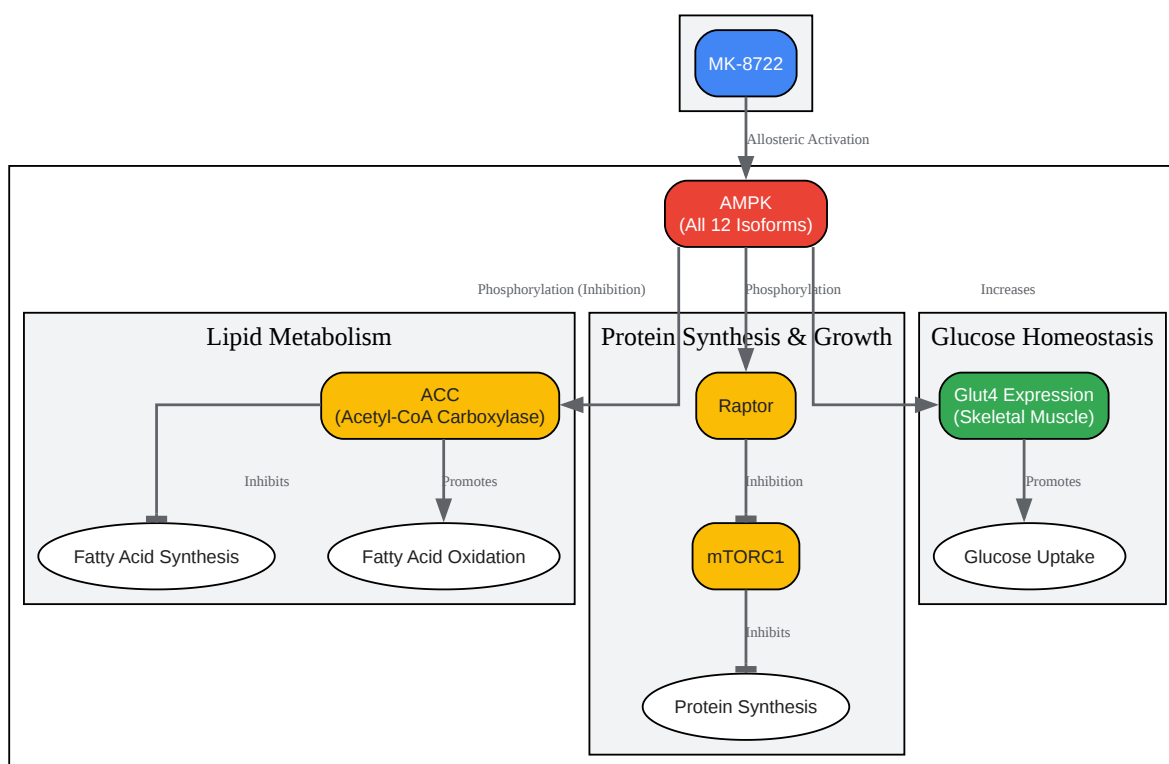 MK-8722
Allosteric Activation
AMPK
(All 12 Isoforms)
Phosphorylation (Inhibition)
Phosphorylation
Increases
Lipid Metabolism
Protein Synthesis & Growth
Glucose Homeostasis
ACC
(Acetyl-CoA Carboxylase)
Raptor
Glut4 Expression
(Skeletal Muscle)
Inhibits
Promotes
Inhibition
Promotes
Fatty Acid Synthesis
Fatty Acid Oxidation
mTORC1
Glucose Uptake
Inhibits
Protein Synthesis